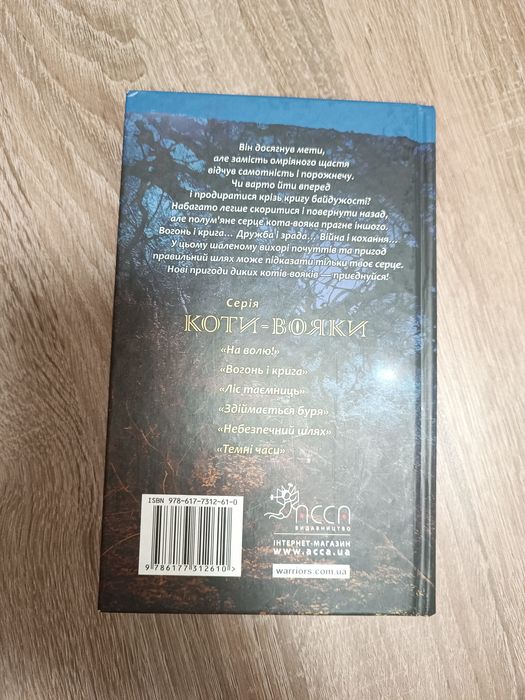 Він досягнув мети,
але замість омріяного щастя
відчув самотність і порожнечу.
Чи варто йти вперед
і продиратися крізь кригу байдужості?
Набагато легше скоритися і повернути назад,
але полум'яне серце кота-вояка прагне іншого.
Вогонь і крига... Дружба і зрада... Війна і кохання...
У цьому шаленому вихорі почуттів та пригод
правильний шлях може підказати тільки твоє серце.
Нові пригоди диких котів-вояків — приєднуйся!
Серія
КОТИ-ВОЯКИ
«На волю!»
«Вогонь і крига»
«Ліс таємниць»
«Здіймається буря»
«Небезпечний шлях»
«Темні часи»
ISBN 978-617-7312-61-0
9 786177 312610 >
АССА
ВИДАВНИЦТВО
ІНТЕРНЕТ-МАГАЗИН
www.acca.ua
warriors.com.ua